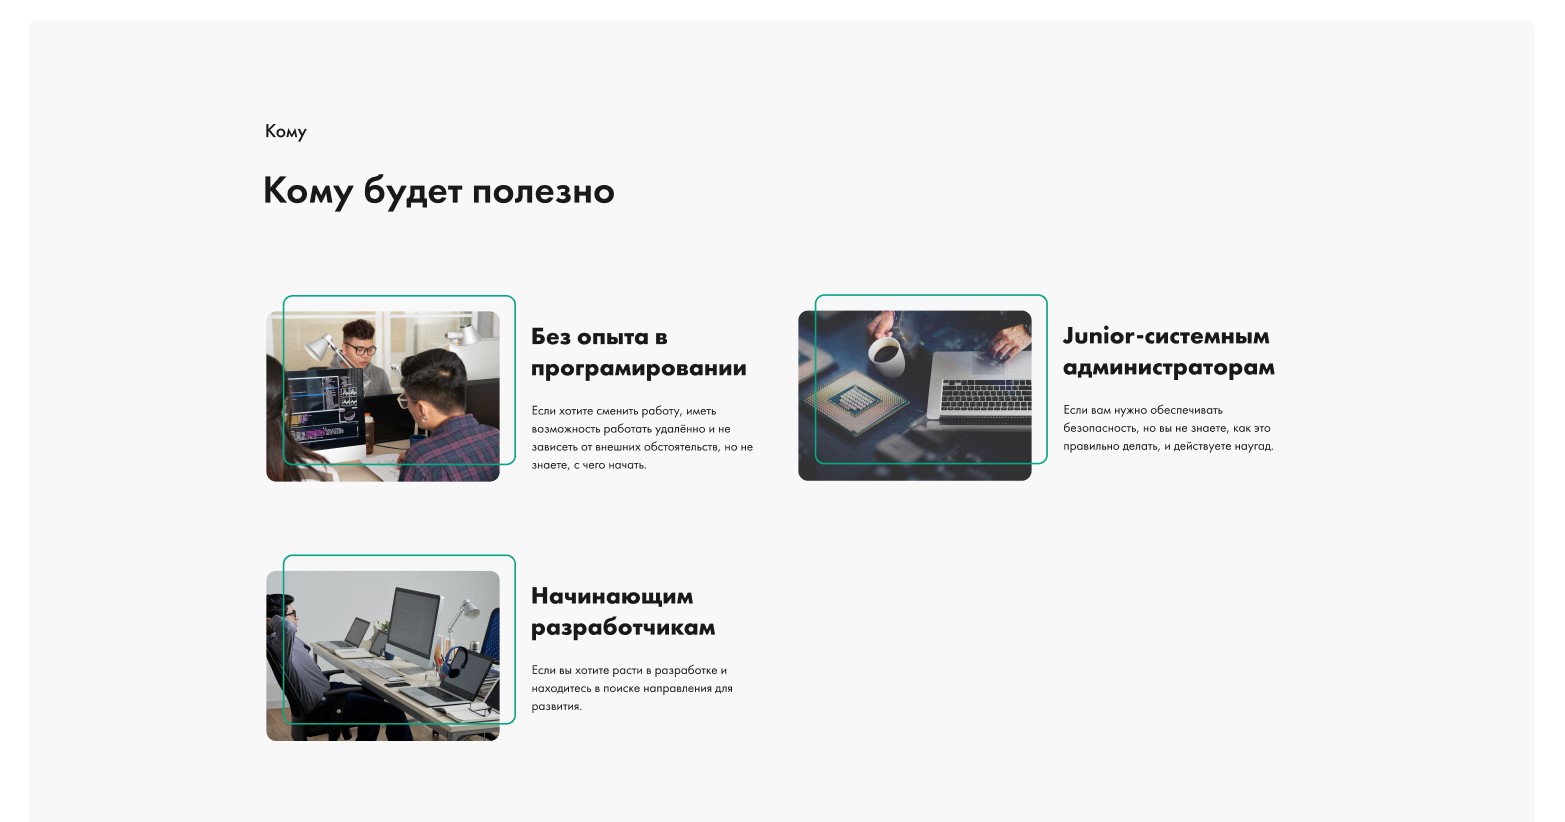 Кому
Кому будет полезно
Без опыта в
програмировании
Если хотите сменить работу, иметь
возможность работать удалённо и не
зависеть от внешних обстоятельств, но не
знаете, с чего начать.
Junior-системным
администраторам
Если вам нужно обеспечивать
безопасность, но вы не знаете, как это
правильно делать, и действуете наугад.
Начинающим
разработчикам
Если вы хотите расти в разработке и
находитесь в поиске направления для
развития.